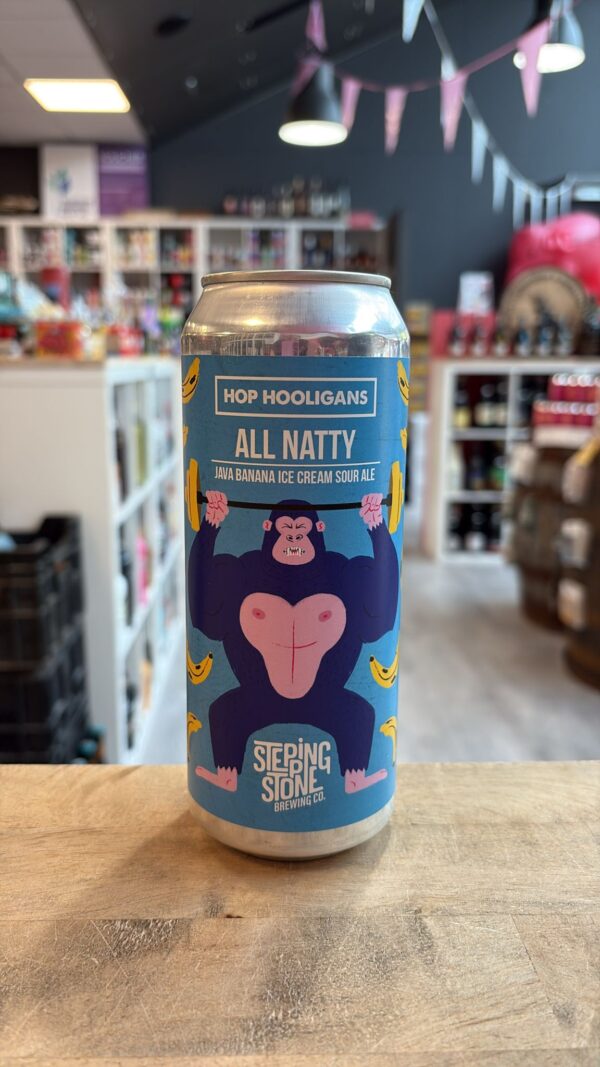 HOP HOOLIGANS
ALL NATTY
JAVA BANANA ICE CREAM SOUR ALE
STEPPING
STONE
BREWING CO.